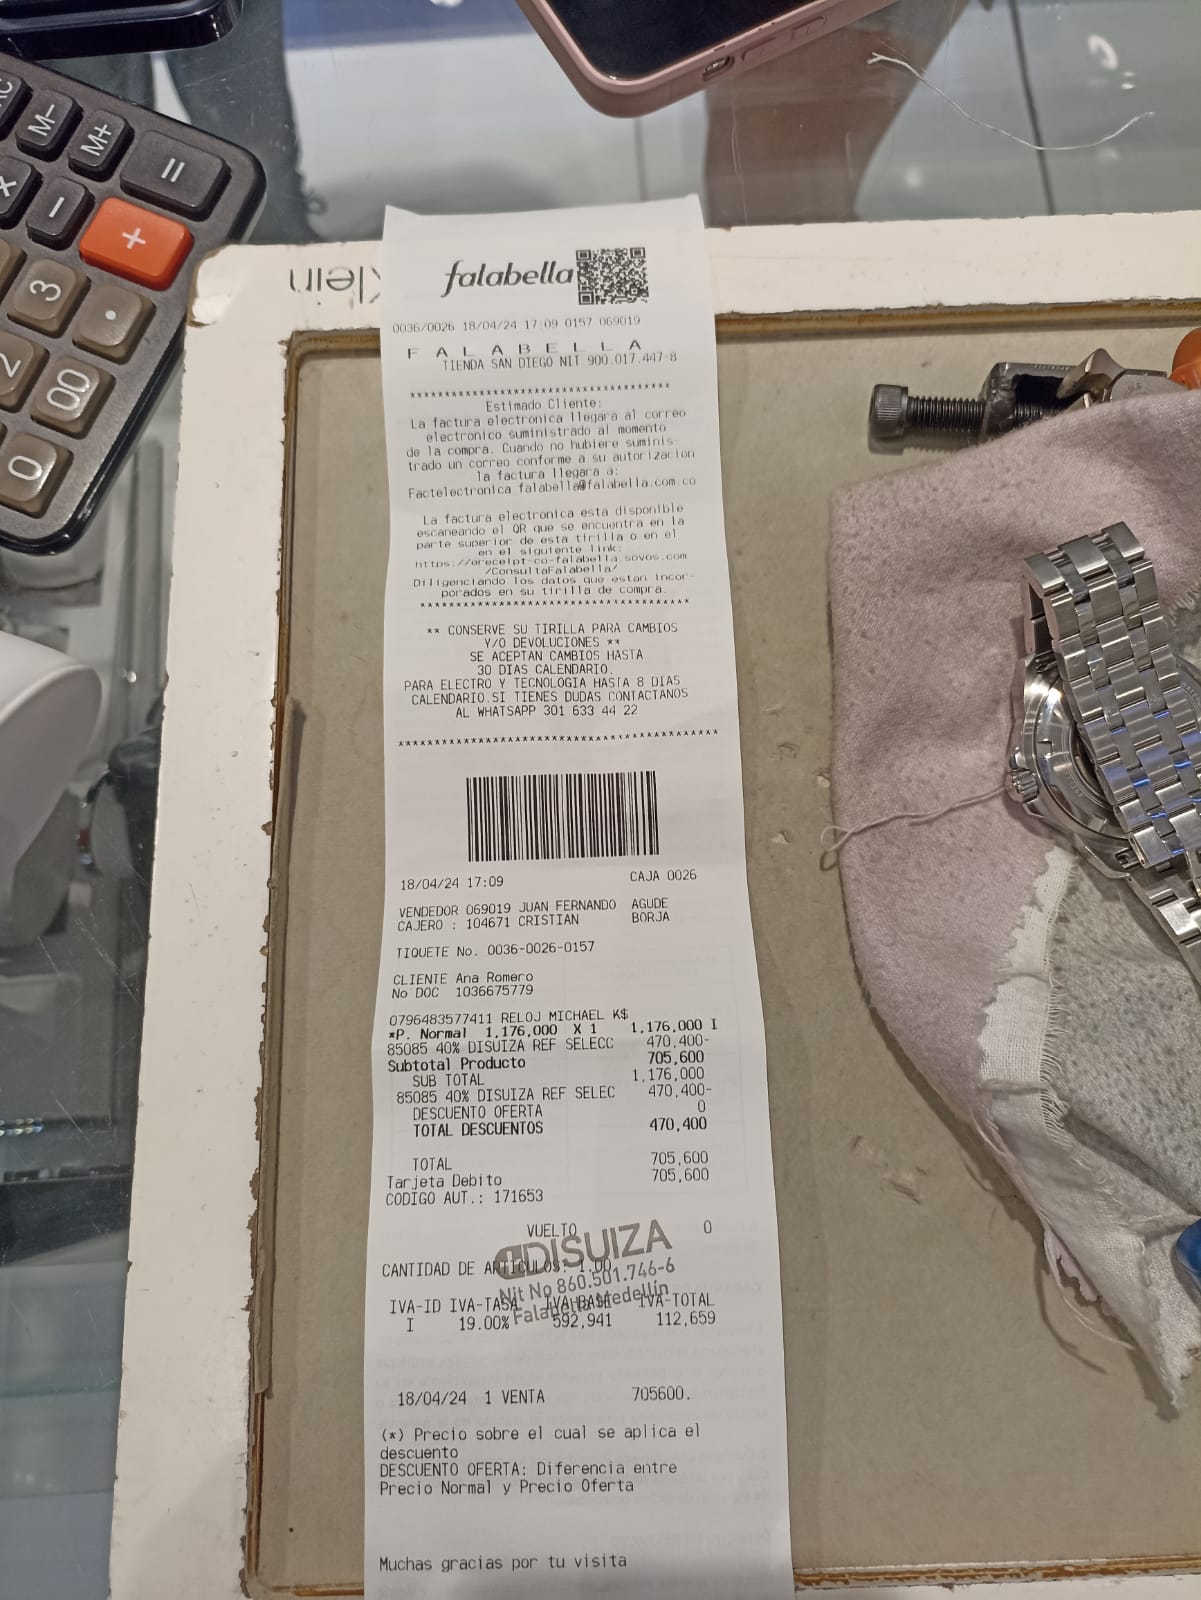 M-
M+
=
X
-
+
3
.
2
00
0
Klein
falabella
0036/0026 18/04/24 17:09 0157 069019
F A L A B E L L A
TIENDA SAN DIEGO NIT 900.017.447-8
Estimado Cliente:
La factura electronica llegara al correo
electronico suministrado al momento
de la compra. Cuando no hubiere suminis-
trado un correo conforme a su autorizacion
la factura llegara a:
Factelectronica falabella@falabella.com.co
La factura electronica esta disponible
escaneando el QR que se encuentra en la
parte superior de esta tirilla o en el
en el siguiente link:
https://ereceipt-co-falabella.sovos.com
/ConsultaFalabella/
Diligenciando los datos que estan incor-
porados en su tirilla de compra.
** CONSERVE SU TIRILLA PARA CAMBIOS
Y/O DEVOLUCIONES **
SE ACEPTAN CAMBIOS HASTA
30 DIAS CALENDARIO.
PARA ELECTRO Y TECNOLOGIA HASTA 8 DIAS
CALENDARIO.SI TIENES DUDAS CONTACTANOS
AL WHATSAPP 301 633 44 22
18/04/24 17:09 CAJA 0026
VENDEDOR 069019 JUAN FERNANDO AGUDE
CAJERO : 104671 CRISTIAN BORJA
TIQUETE No. 0036-0026-0157
CLIENTE Ana Romero
No DOC 1036675779
0796483577411 RELOJ MICHAEL K$
*P. Normal 1,176,000 X 1 1,176,000 I
85085 40% DISUIZA REF SELECC 470,400-
Subtotal Producto 705,600
SUB TOTAL 1,176,000
85085 40% DISUIZA REF SELEC 470,400-
DESCUENTO OFERTA 0
TOTAL DESCUENTOS 470,400
TOTAL 705,600
Tarjeta Debito 705,600
CODIGO AUT.: 171653
VUELTO 0
DISUIZA
CANTIDAD DE ARTICULOS: 1.00
Nit No 860.501.746-6
Falabella Medellín
IVA-ID IVA-TASA IVA-BASE IVA-TOTAL
I 19.00% 592,941 112,659
18/04/24 1 VENTA 705600.
(*) Precio sobre el cual se aplica el
descuento
DESCUENTO OFERTA: Diferencia entre
Precio Normal y Precio Oferta
Muchas gracias por tu visita